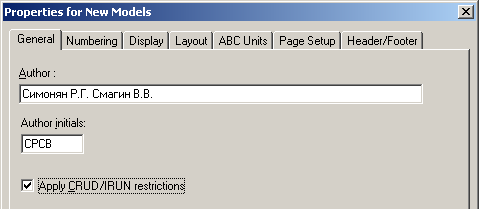 Properties for New Models
General Numbering Display Layout ABC Units Page Setup Header/Footer
Author :
Симонян Р.Г. Смагин В.В.
Author initials:
СРСВ
Apply CRUD/IRUN restrictions